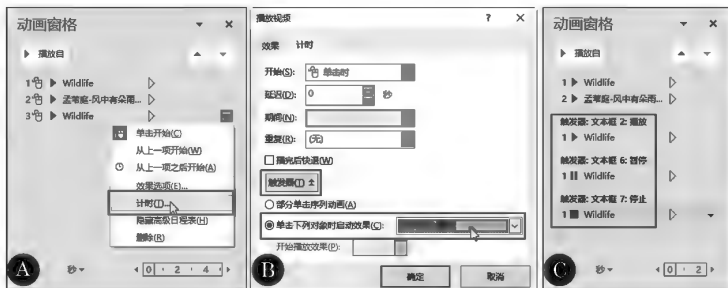 动画窗格
播放自
1 Wildlife
2 孟苇庭-风中有朵雨...
3 Wildlife
单击开始(C)
从上一项开始(W)
从上一项之后开始(A)
效果选项(E)...
计时(T)...
隐藏高级日程表(H)
删除(R)
秒
0 2 4
A
播放视频
? ×
效果 计时
开始(S): 单击时
延迟(D): 0 秒
期间(N):
重复(R): (无)
播完后快退(W)
触发器(T)
部分单击序列动画(A)
单击下列对象时启动效果(C):
开始播放效果(P):
确定 取消
B
动画窗格
播放自
1 Wildlife
2 孟苇庭-风中有朵雨...
触发器: 文本框 2: 播放
1 Wildlife
触发器: 文本框 6: 暂停
1 Wildlife
触发器: 文本框 7: 停止
1 Wildlife
秒
0 2
C